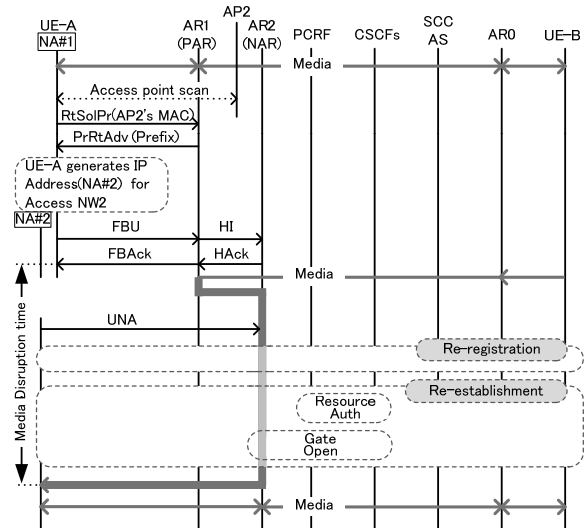 AP2
UE-A
NA#1
AR1
(PAR)
AR2
(NAR)
PCRF
CSCFs
SCC
AS
AR0
UE-B
Media
Access point scan
RtSolPr(AP2's MAC)
PrRtAdv (Prefix)
UE-A generates IP
Address(NA#2) for
Access NW2
NA#2
FBU
HI
FBAck
HAck
Media
Media Disruption time
UNA
Re-registration
Re-establishment
Resource
Auth
Gate
Open
Media